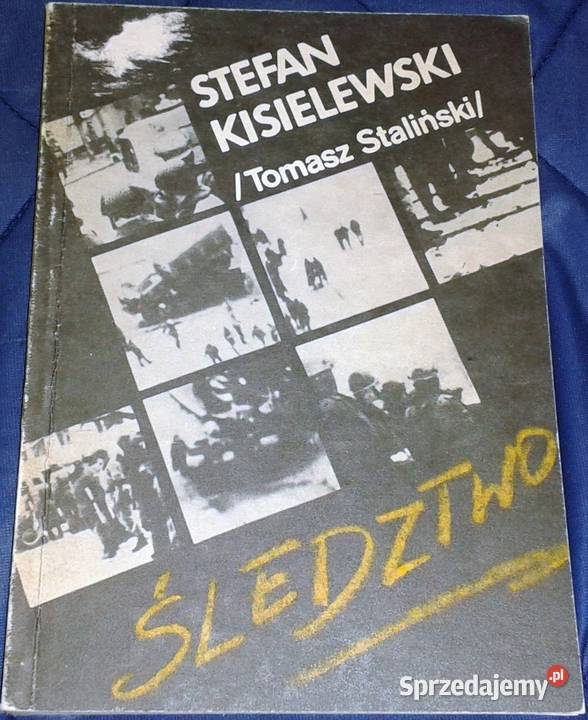 STEFAN
KISIELEWSKI
/Tomasz Staliński/
ŚLEDZTWO
Sprzedajemy.pl